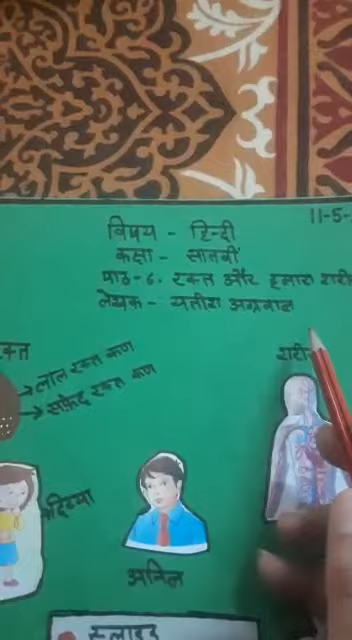 11-5-
विषय - हिन्दी
कक्षा - सातवीं
पाठ-6. रक्त और हमारा शरी
लेखक - यतीश अग्रवाल
क्त
शरी
लाल रक्त कण
सफ़ेद रक्त कण
दिव्या
अनिल
स्लाइड